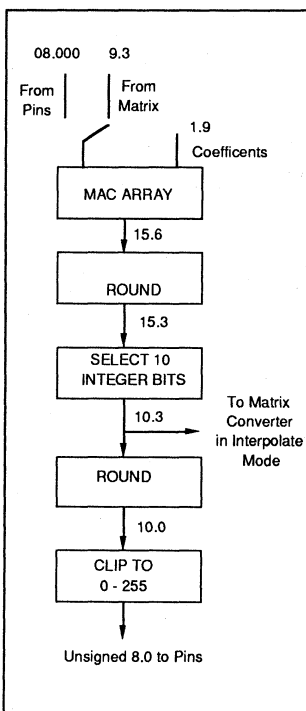 08.000 9.3
From Pins
From Matrix
1.9
Coefficents
MAC ARRAY
15.6
ROUND
15.3
SELECT 10
INTEGER BITS
10.3
To Matrix
Converter
in Interpolate
Mode
ROUND
10.0
CLIP TO
0 - 255
Unsigned 8.0 to Pins